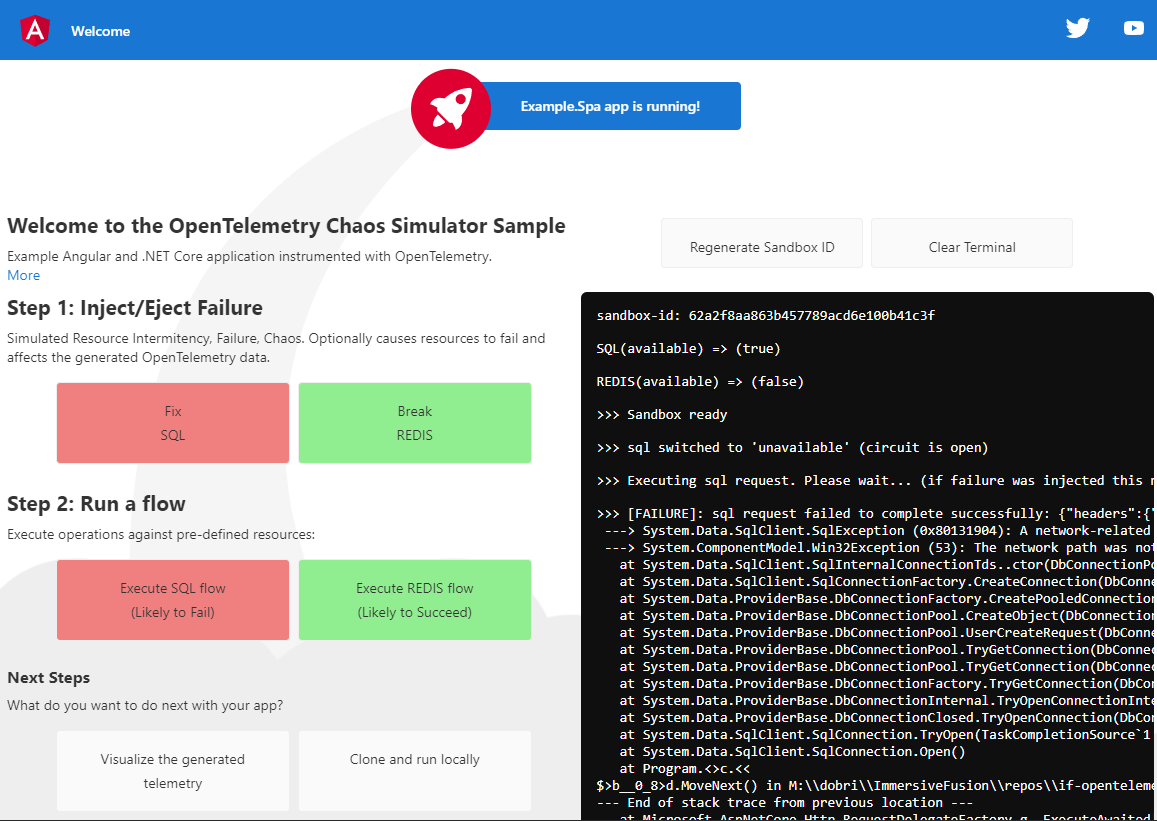 Welcome
Example.Spa app is running!
Welcome to the OpenTelemetry Chaos Simulator Sample
Example Angular and .NET Core application instrumented with OpenTelemetry.
More
Step 1: Inject/Eject Failure
Simulated Resource Intermitency, Failure, Chaos. Optionally causes resources to fail and
affects the generated OpenTelemetry data.
Fix
SQL
Break
REDIS
Step 2: Run a flow
Execute operations against pre-defined resources:
Execute SQL flow
(Likely to Fail)
Execute REDIS flow
(Likely to Succeed)
Next Steps
What do you want to do next with your app?
Visualize the generated
telemetry
Clone and run locally
Regenerate Sandbox ID
Clear Terminal
sandbox-id: 62a2f8aa863b457789acd6e100b41c3f
SQL(available) => (true)
REDIS(available) => (false)
>>> Sandbox ready
>>> sql switched to 'unavailable' (circuit is open)
>>> Executing sql request. Please wait... (if failure was injected this
>>> [FAILURE]: sql request failed to complete successfully: {"headers":{"
---> System.Data.SqlClient.SqlException (0x80131904): A network-related
---> System.ComponentModel.Win32Exception (53): The network path was not
at System.Data.SqlClient.SqlInternalConnectionTds..ctor(DbConnectionPo
at System.Data.SqlClient.SqlConnectionFactory.CreateConnection(DbConne
at System.Data.ProviderBase.DbConnectionFactory.CreatePooledConnection
at System.Data.ProviderBase.DbConnectionPool.CreateObject(DbConnection
at System.Data.ProviderBase.DbConnectionPool.UserCreateRequest(DbConne
at System.Data.ProviderBase.DbConnectionPool.TryGetConnection(DbConnec
at System.Data.ProviderBase.DbConnectionPool.TryGetConnection(DbConnec
at System.Data.ProviderBase.DbConnectionFactory.TryGetConnection(DbCon
at System.Data.ProviderBase.DbConnectionInternal.TryOpenConnectionInte
at System.Data.ProviderBase.DbConnectionClosed.TryOpenConnection(DbCon
at System.Data.SqlClient.SqlConnection.TryOpen(TaskCompletionSource`1
at System.Data.SqlClient.SqlConnection.Open()
at Program.<>c.<<
$>b__0_8>d.MoveNext() in M:\\dobri\\ImmersiveFusion\\repos\\if-openteleme
--- End of stack trace from previous location ---
at Microsoft.AspNetCore.Http.RequestDelegateFactory.g__ExecuteAwaited